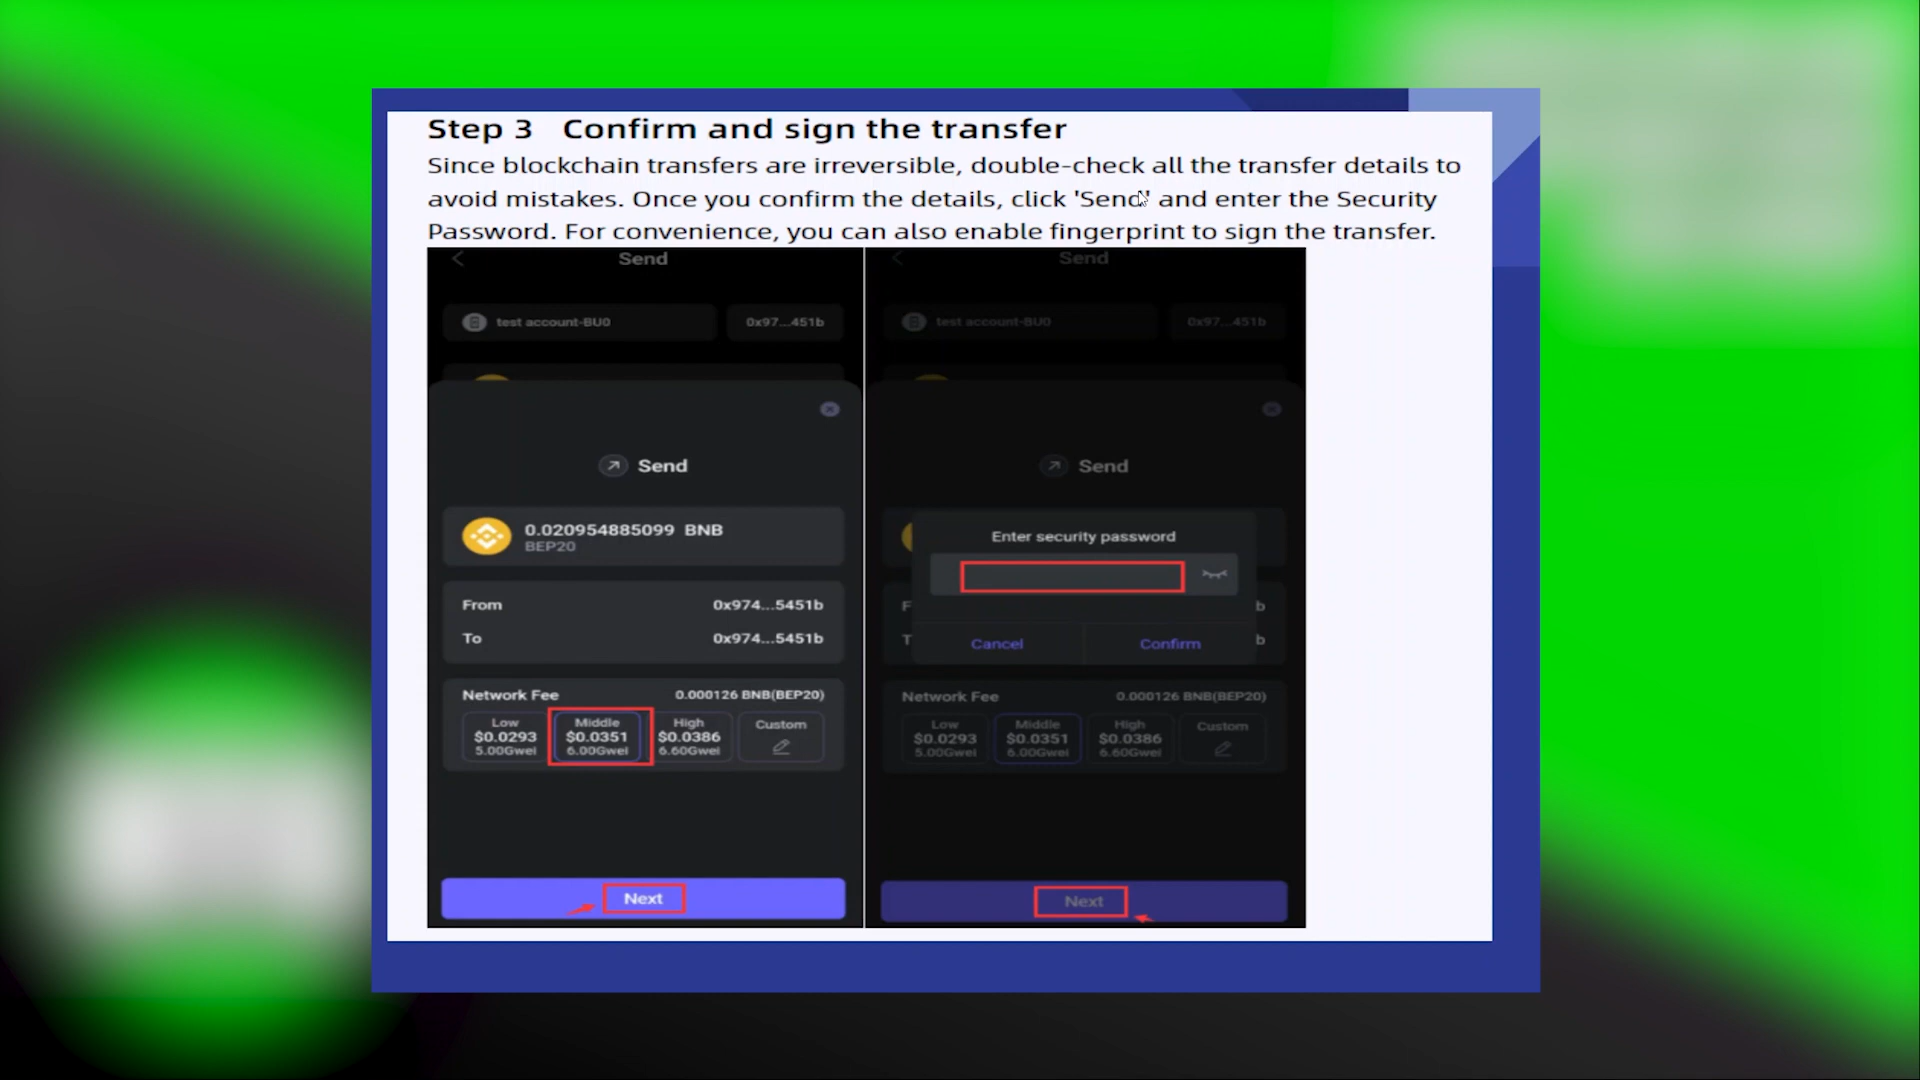 Step 3 Confirm and sign the transfer
Since blockchain transfers are irreversible, double-check all the transfer details to
avoid mistakes. Once you confirm the details, click 'Send' and enter the Security
Password. For convenience, you can also enable fingerprint to sign the transfer.
Send
test account-BU0
0x97...451b
Send
0.020954885099 BNB
BEP20
From 0x974...5451b
To 0x974...5451b
Network Fee 0.000126 BNB(BEP20)
Low Middle High Custom
$0.0293 $0.0351 $0.0386
5.00Gwei 6.00Gwei 6.60Gwei
Next
Send
test account-BU0
0x97...451b
Send
Enter security password
F b
T b
Cancel Confirm
Network Fee 0.000126 BNB(BEP20)
Low Middle High Custom
$0.0293 $0.0351 $0.0386
5.00Gwei 6.00Gwei 6.60Gwei
Next